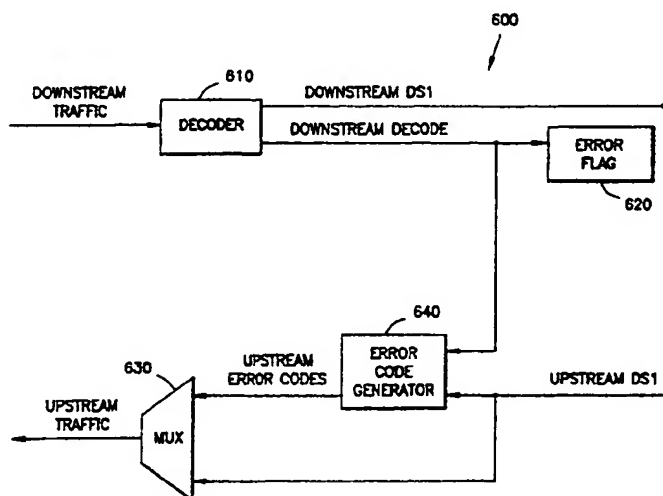 600
610
DOWNSTREAM
TRAFFIC
DECODER
DOWNSTREAM DS1
DOWNSTREAM DECODE
ERROR
FLAG
620
640
630
UPSTREAM
ERROR CODES
ERROR
CODE
GENERATOR
UPSTREAM DS1
UPSTREAM
TRAFFIC
MUX